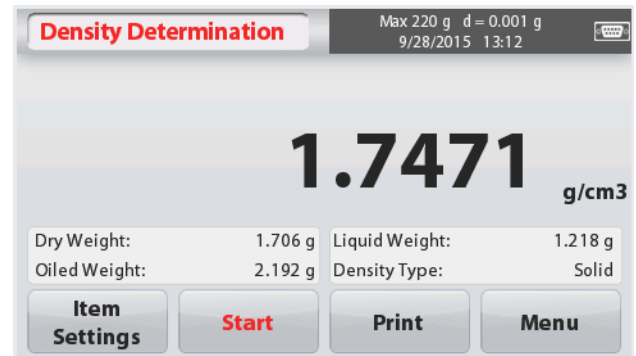 Density Determination
Max 220 g d = 0.001 g
9/28/2015 13:12
1.7471 g/cm3
Dry Weight: 1.706 g Liquid Weight: 1.218 g
Oiled Weight: 2.192 g Density Type: Solid
Item Settings
Start
Print
Menu